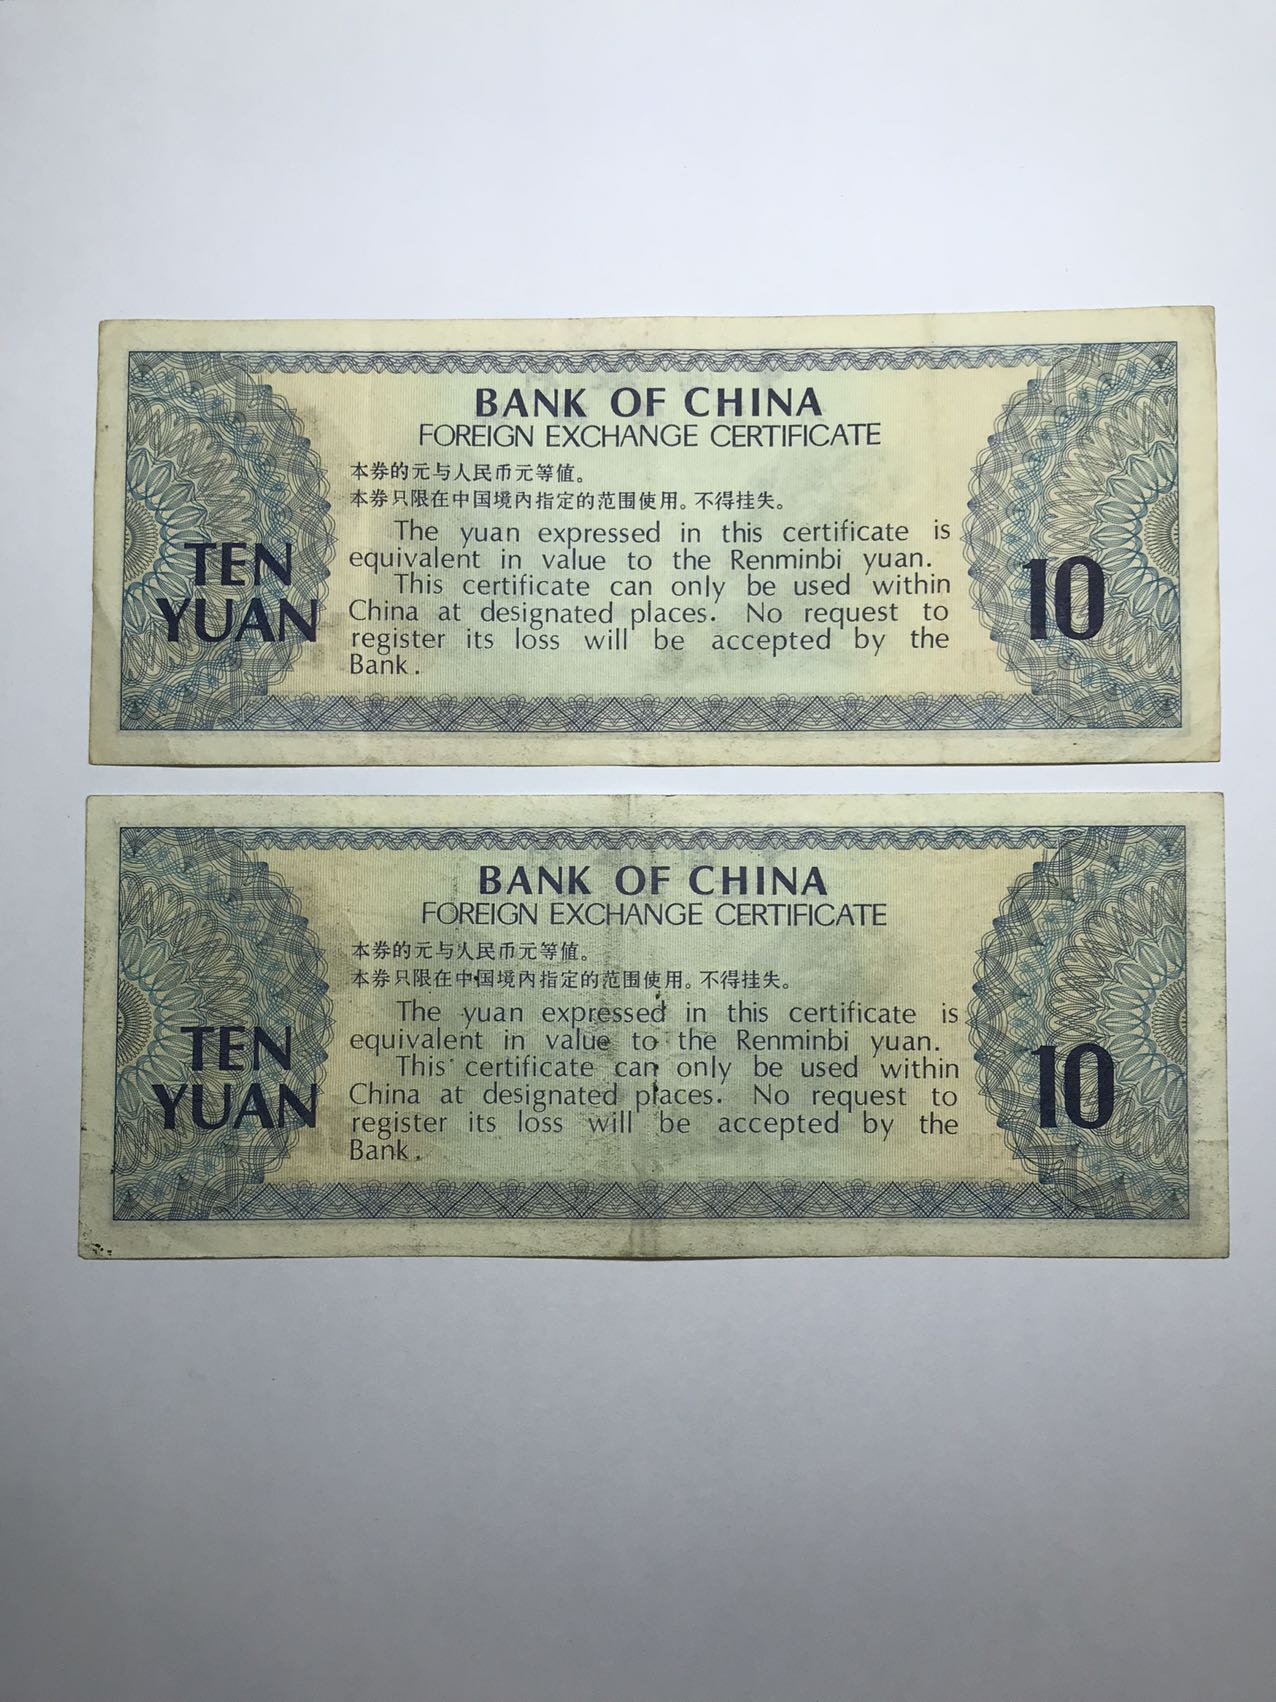 BANK OF CHINA
FOREIGN EXCHANGE CERTIFICATE
本券的元与人民币元等值。
本券只限在中国境内指定的范围使用。不得挂失。
The yuan expressed in this certificate is
equivalent in value to the Renminbi yuan.
This certificate can only be used within
China at designated places. No request to
register its loss will be accepted by the
Bank.
TEN
YUAN
10
BANK OF CHINA
FOREIGN EXCHANGE CERTIFICATE
本券的元与人民币元等值。
本券只限在中国境内指定的范围使用。不得挂失。
The yuan expressed in this certificate is
equivalent in value to the Renminbi yuan.
This certificate can only be used within
China at designated places. No request to
register its loss will be accepted by the
Bank.
TEN
YUAN
10